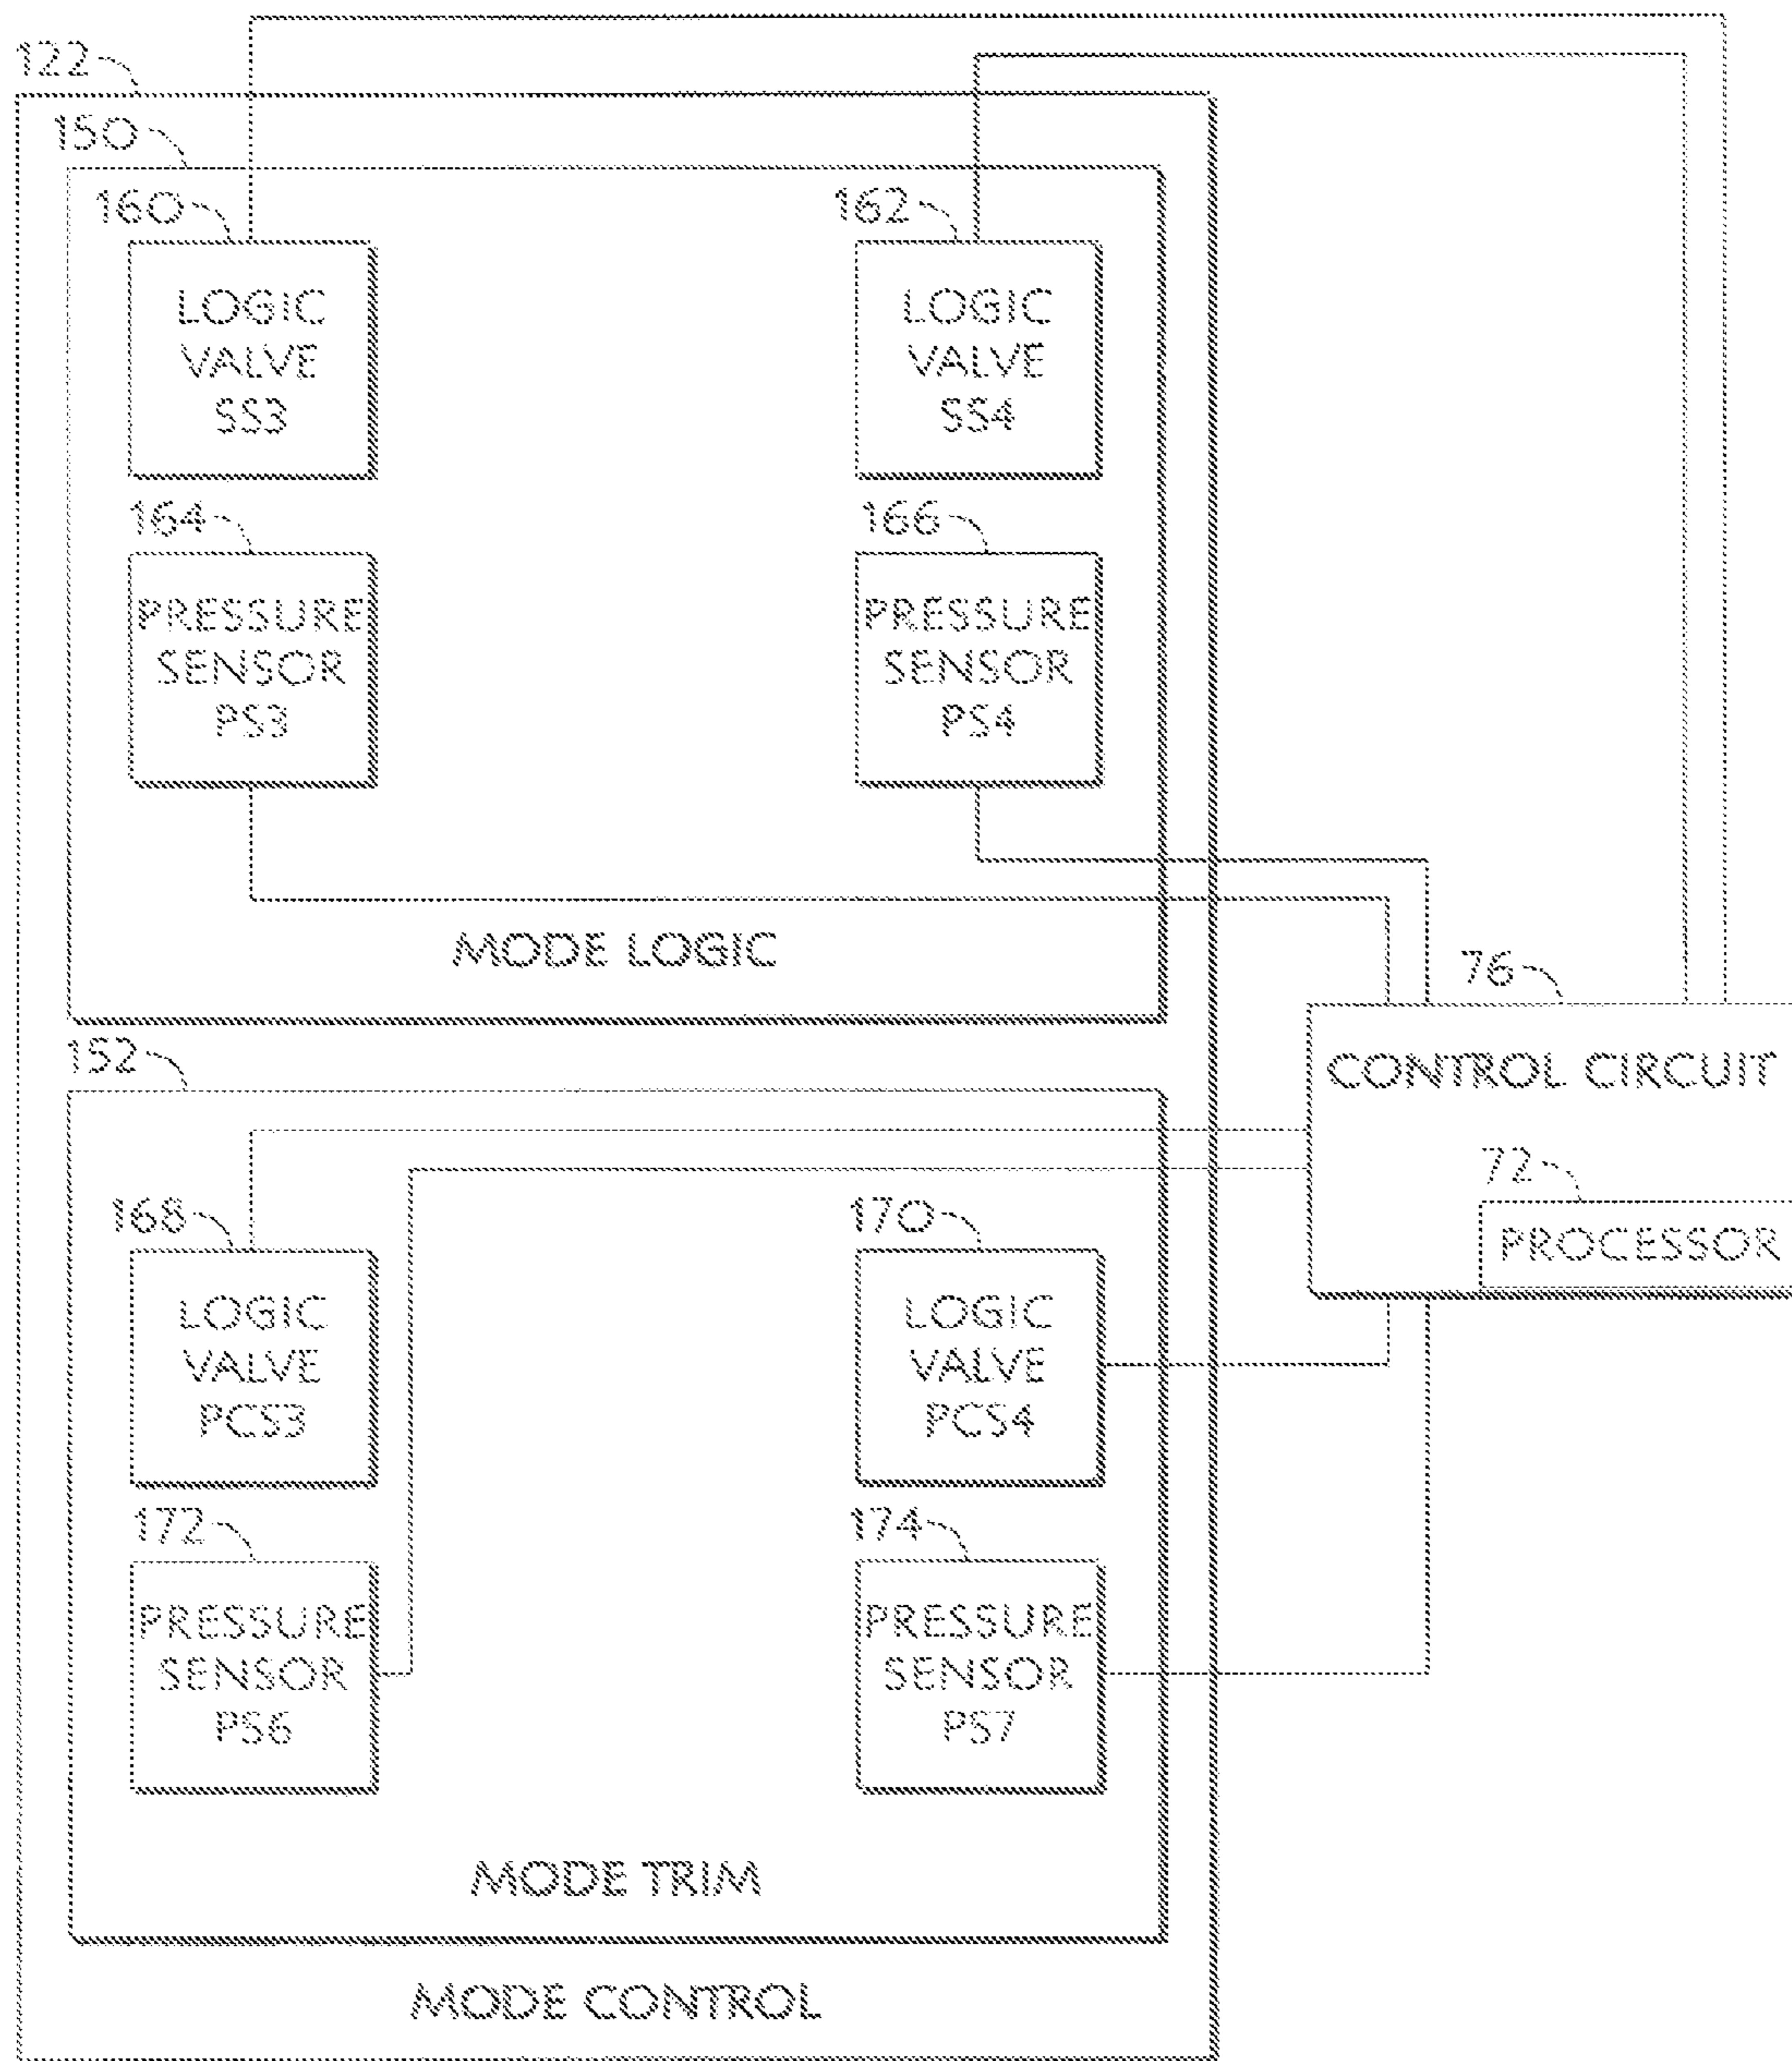 122
150
160
LOGIC
VALVE
SS3
162
LOGIC
VALVE
SS4
164
PRESSURE
SENSOR
PS3
166
PRESSURE
SENSOR
PS4
MODE LOGIC
76
CONTROL CIRCUIT
72
PROCESSOR
152
168
LOGIC
VALVE
PCS3
170
LOGIC
VALVE
PCS4
172
PRESSURE
SENSOR
PS6
174
PRESSURE
SENSOR
PS7
MODE TRIM
MODE CONTROL